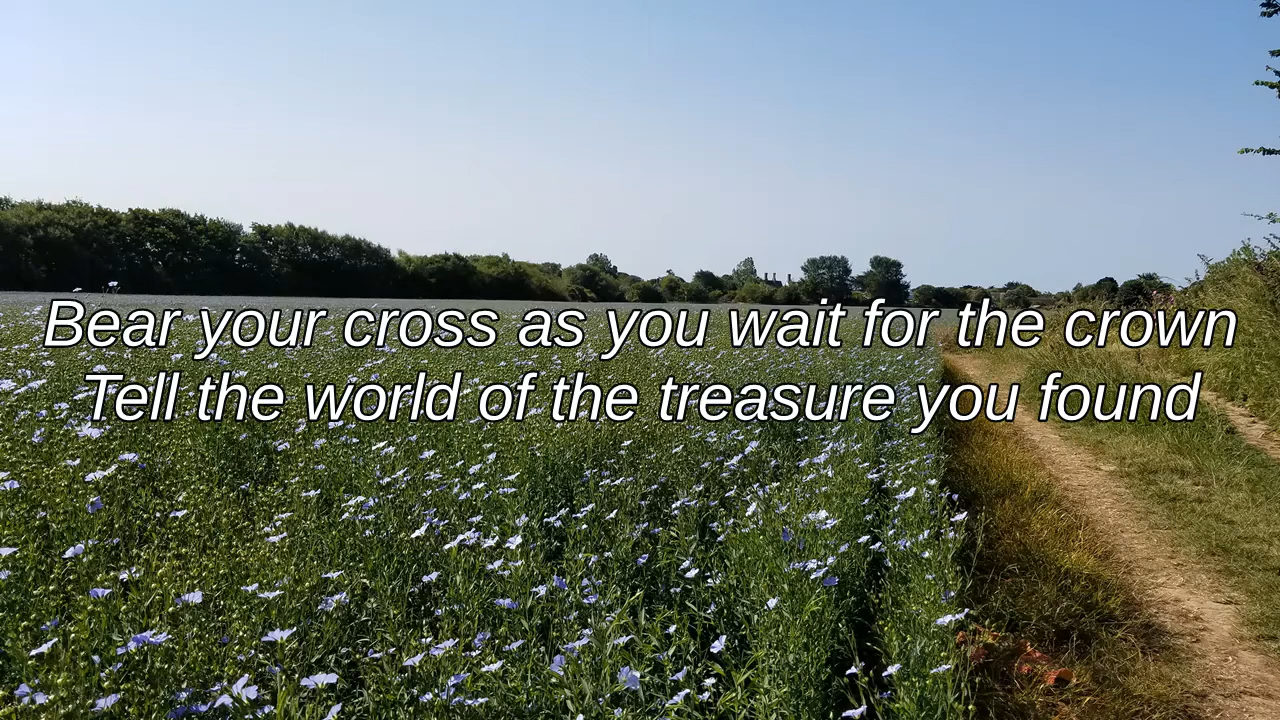 Bear your cross as you wait for the crown
Tell the world of the treasure you found